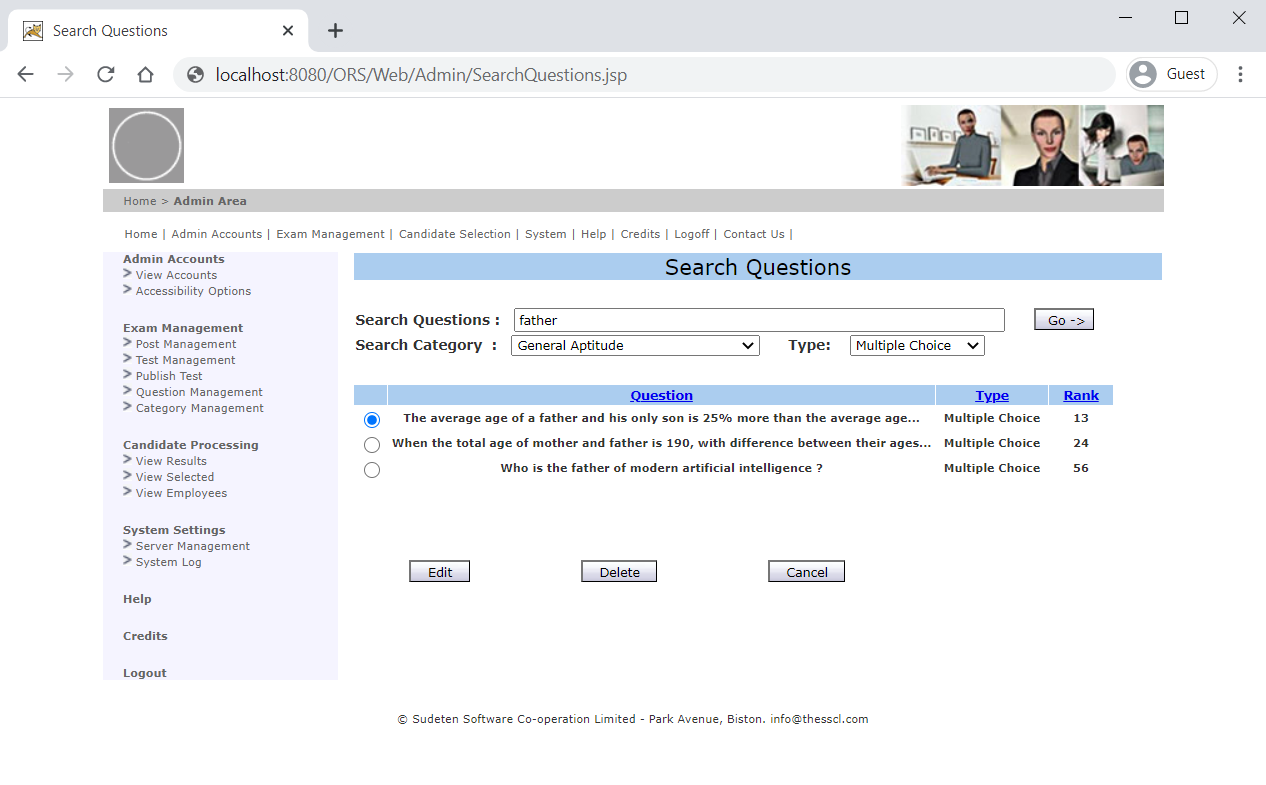 Search Questions
localhost:8080/ORS/Web/Admin/SearchQuestions.jsp
Guest
Home > Admin Area
Home | Admin Accounts | Exam Management | Candidate Selection | System | Help | Credits | Logoff | Contact Us |
Admin Accounts
> View Accounts
> Accessibility Options
Exam Management
> Post Management
> Test Management
> Publish Test
> Question Management
> Category Management
Candidate Processing
> View Results
> View Selected
> View Employees
System Settings
> Server Management
> System Log
Help
Credits
Logout
Search Questions
Search Questions : father Go ->
Search Category : General Aptitude Type: Multiple Choice
Question Type Rank
The average age of a father and his only son is 25% more than the average age... Multiple Choice 13
When the total age of mother and father is 190, with difference between their ages... Multiple Choice 24
Who is the father of modern artificial intelligence ? Multiple Choice 56
Edit Delete Cancel
© Sudeten Software Co-operation Limited - Park Avenue, Biston. info@thesscl.com